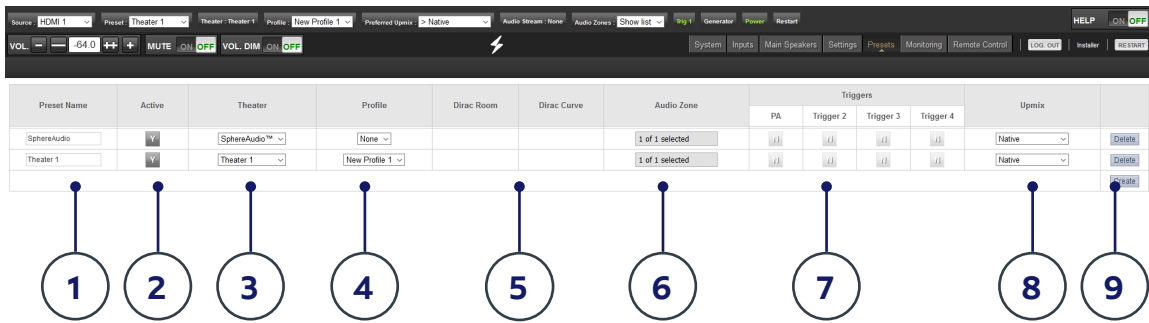 Source : HDMI 1 Preset : Theater 1 Theater : Theater 1 Profile : New Profile 1 Preferred Upmix : > Native Audio Stream : None Audio Zones : Show list Trig 1 Generator Power Restart HELP ON OFF
VOL. -64.0 ++ + MUTE ON OFF VOL. DIM ON OFF System Inputs Main Speakers Settings Presets Monitoring Remote Control LOG. OUT Installer RESTART
Preset Name Active Theater Profile Dirac Room Dirac Curve Audio Zone Triggers Upmix
PA Trigger 2 Trigger 3 Trigger 4
SphereAudio Y SphereAudio™ None 1 of 1 selected Native Delete
Theater 1 Y Theater 1 New Profile 1 1 of 1 selected Native Delete
Create
1 2 3 4 5 6 7 8 9